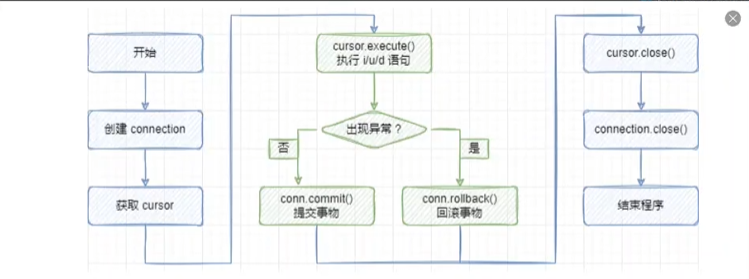 开始
创建 connection
获取 cursor
cursor.execute()
执行 i/u/d 语句
出现异常？
否
是
conn.commit()
提交事物
conn.rollback()
回滚事物
cursor.close()
connection.close()
结束程序